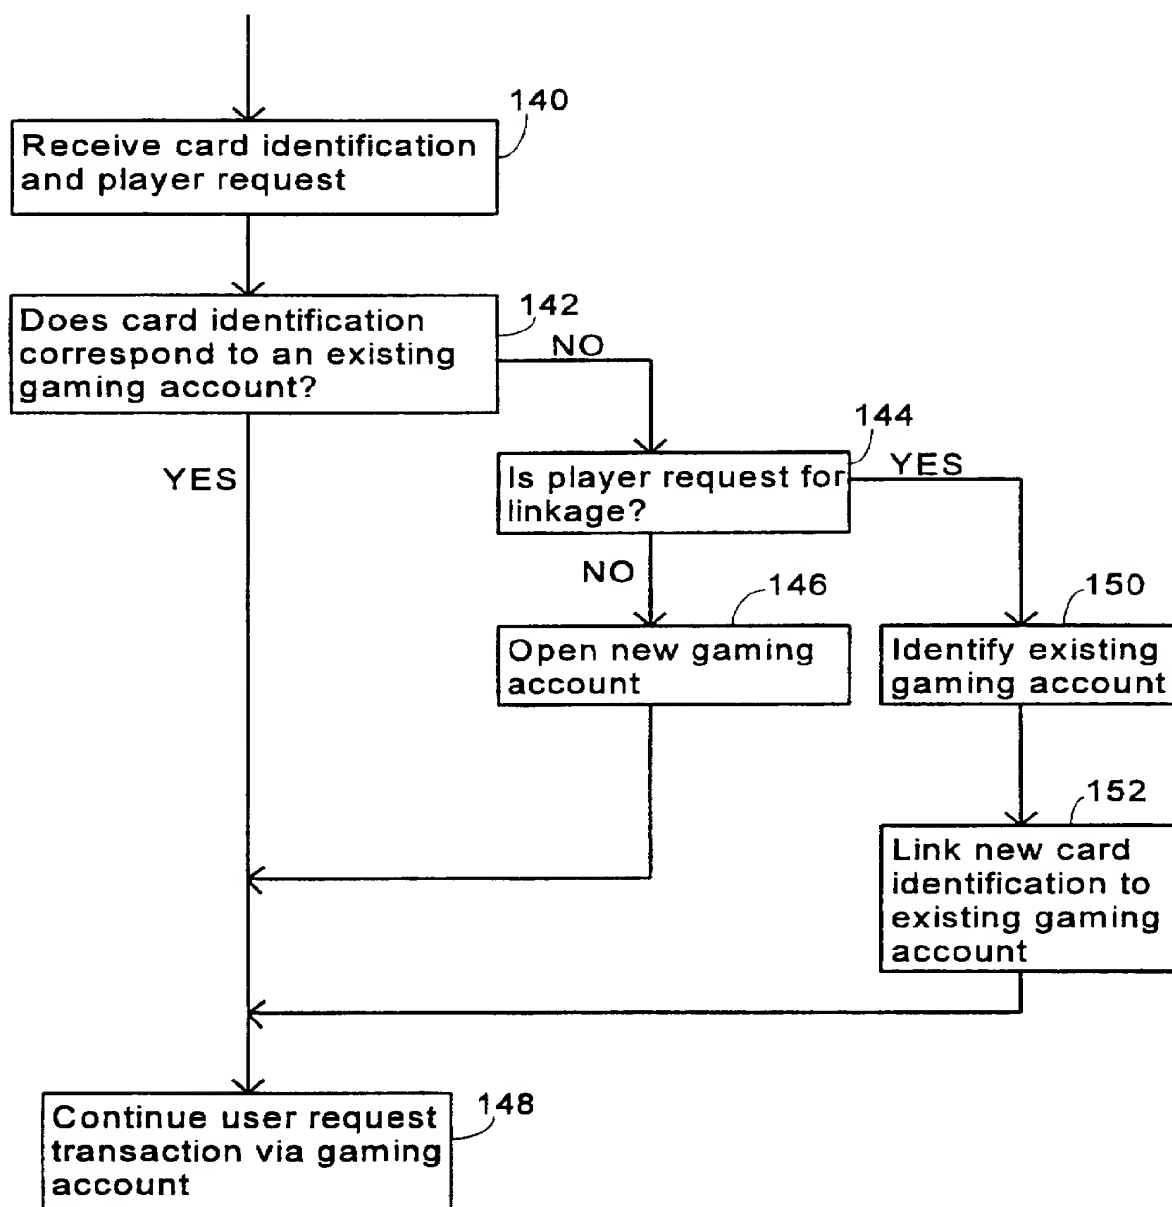 140
Receive card identification
and player request
142
Does card identification
correspond to an existing
gaming account?
NO
144
YES
Is player request for
linkage?
YES
NO
146
150
Open new gaming
account
Identify existing
gaming account
152
Link new card
identification to
existing gaming
account
148
Continue user request
transaction via gaming
account